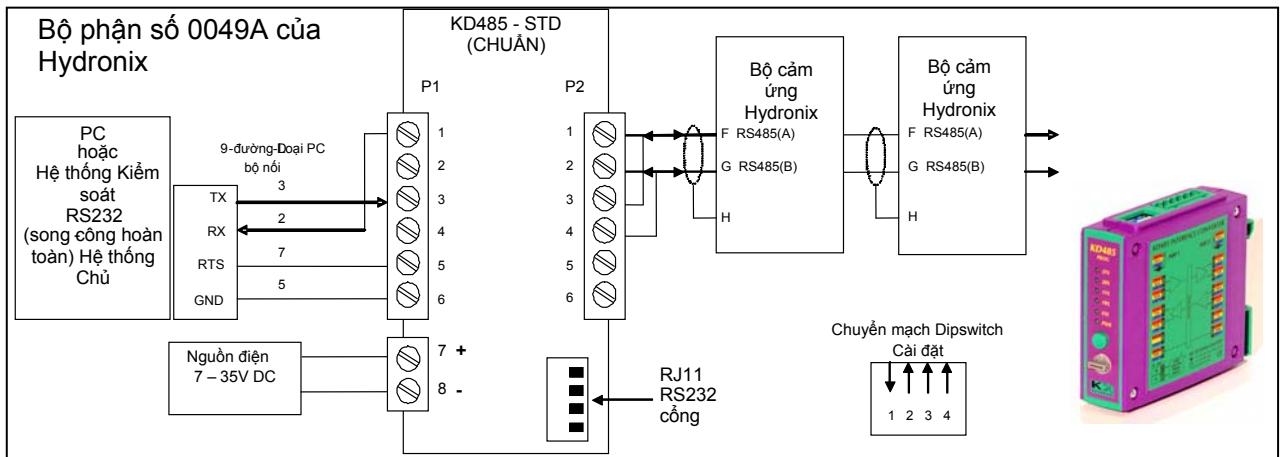 Bộ phận số 0049A của
Hydronix
KD485 - STD
(CHUẨN)
P1
P2
PC
hoặc
Hệ thống Kiểm
soát
RS232
(song công hoàn
toàn) Hệ thống
Chủ
9-đường-Loại PC
bộ nối
TX
3
RX
2
RTS
7
GND
5
1
2
3
4
5
6
1
2
3
4
5
6
Nguồn điện
7 – 35V DC
7 +
8 -
RJ11
RS232
cổng
Bộ cảm
ứng
Hydronix
F RS485(A)
G RS485(B)
H
Bộ cảm
ứng
Hydronix
F RS485(A)
G RS485(B)
H
Chuyển mạch Dipswitch
Cài đặt
1 2 3 4
KD485